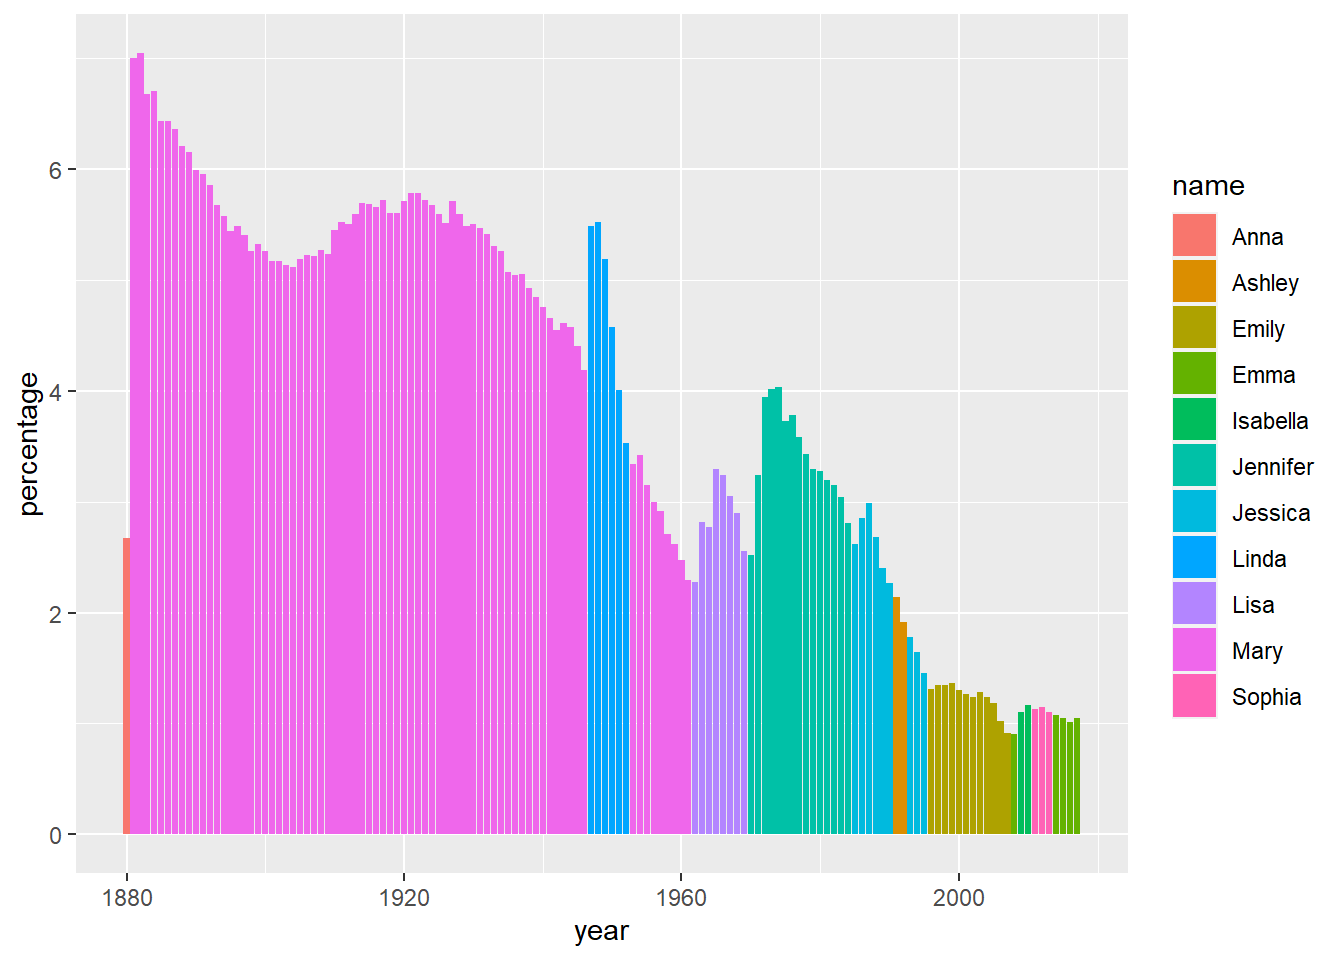 percentage
6
4
2
0
1880
1920
1960
2000
year
name
Anna
Ashley
Emily
Emma
Isabella
Jennifer
Jessica
Linda
Lisa
Mary
Sophia